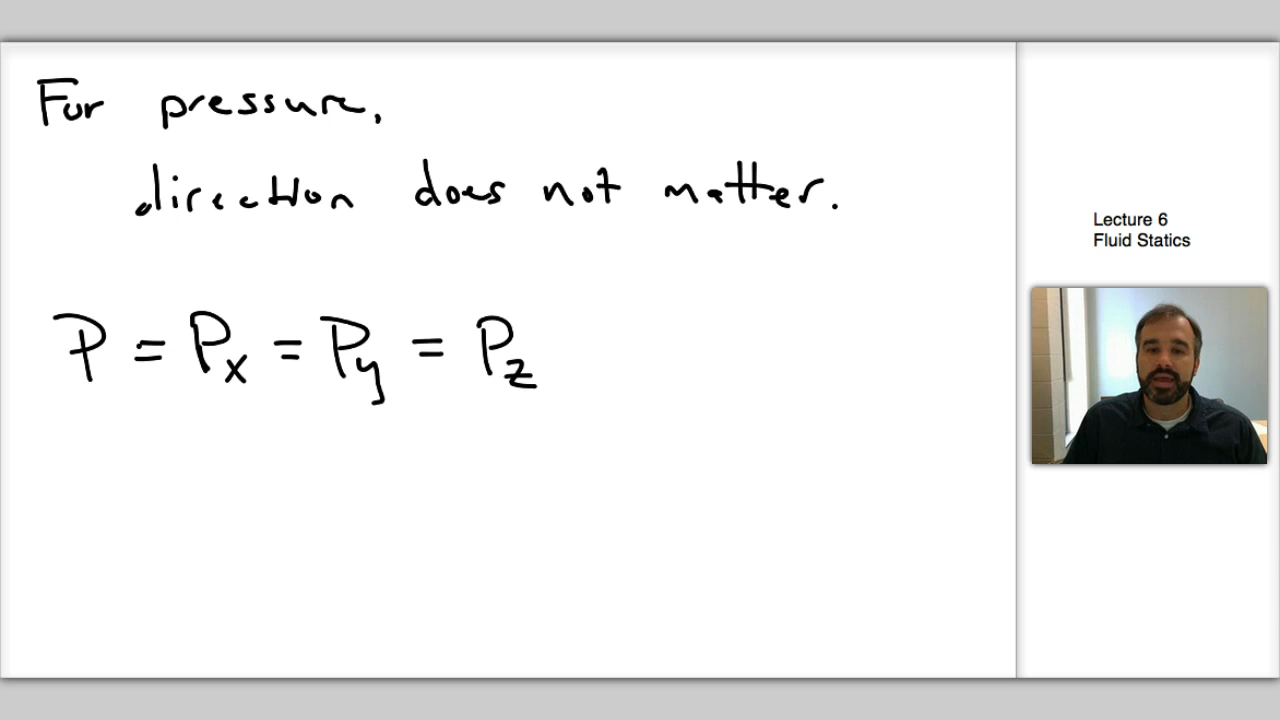 For pressure,
direction does not matter.
P = Px = Py = Pz
Lecture 6
Fluid Statics